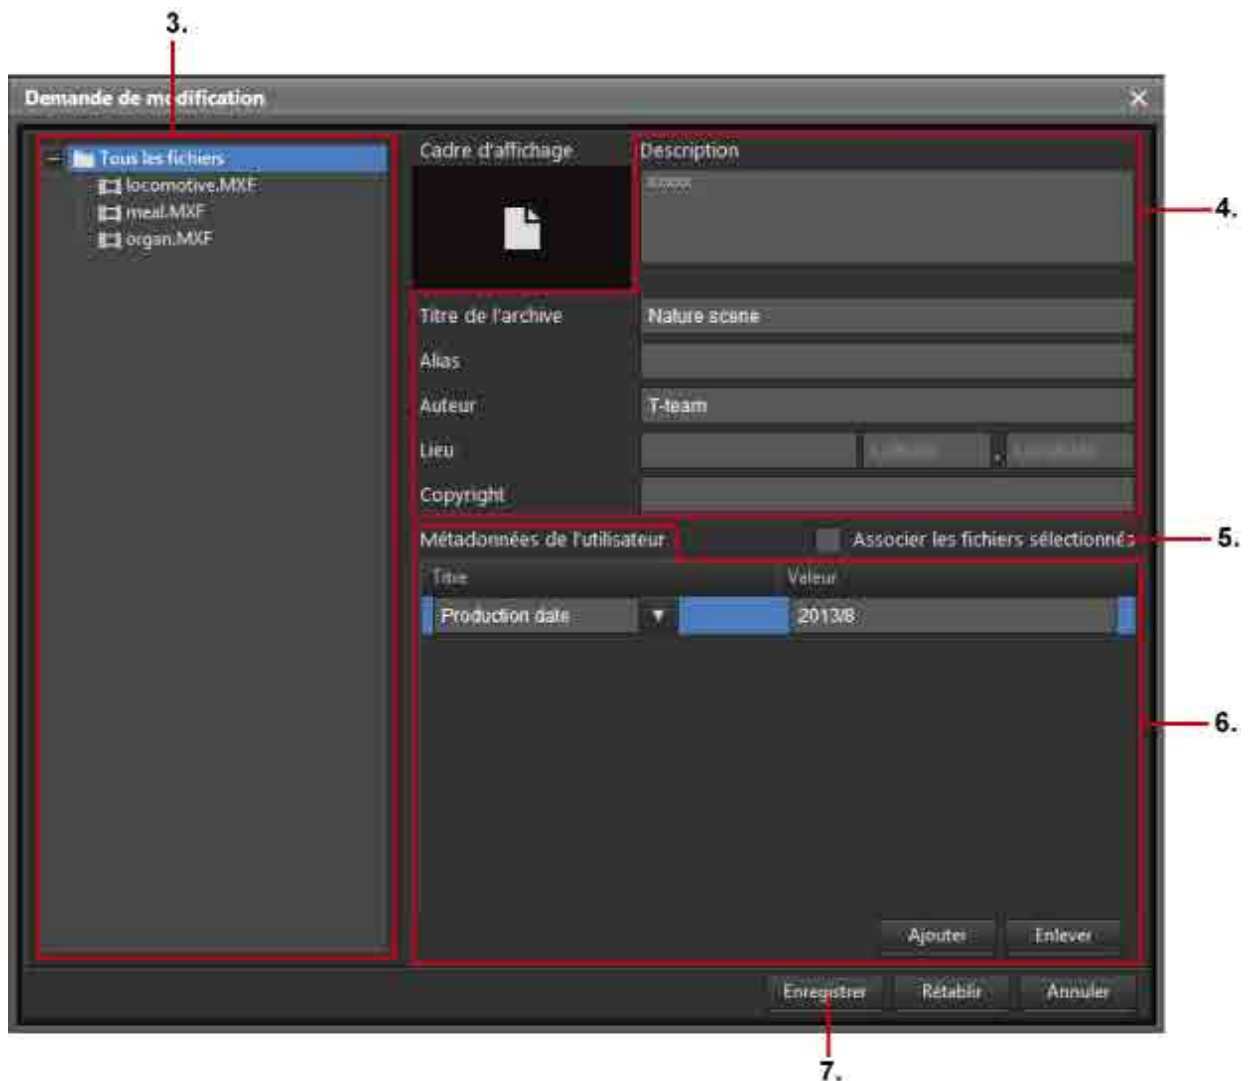 3.
Demande de modification
Tous les fichiers
locomotive.MXF
meal.MXF
organ.MXF
Cadre d'affichage
Description
4.
Titre de l'archive Nature scene
Alias
Auteur T-team
Lieu ,
Copyright
Métadonnées de l'utilisateur
Associer les fichiers sélectionnés
5.
Titre Valeur
Production date 2013/8
6.
Ajouter Enlever
Enregistrer Rétablir Annuler
7.